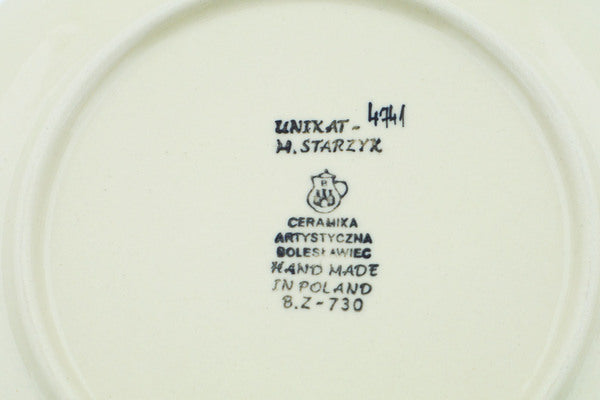 UNIKAT - 4741
M. STARZYK
CERAMIKA
ARTYSTYCZNA
BOLESŁAWIEC
HAND MADE
IN POLAND
B.Z-730